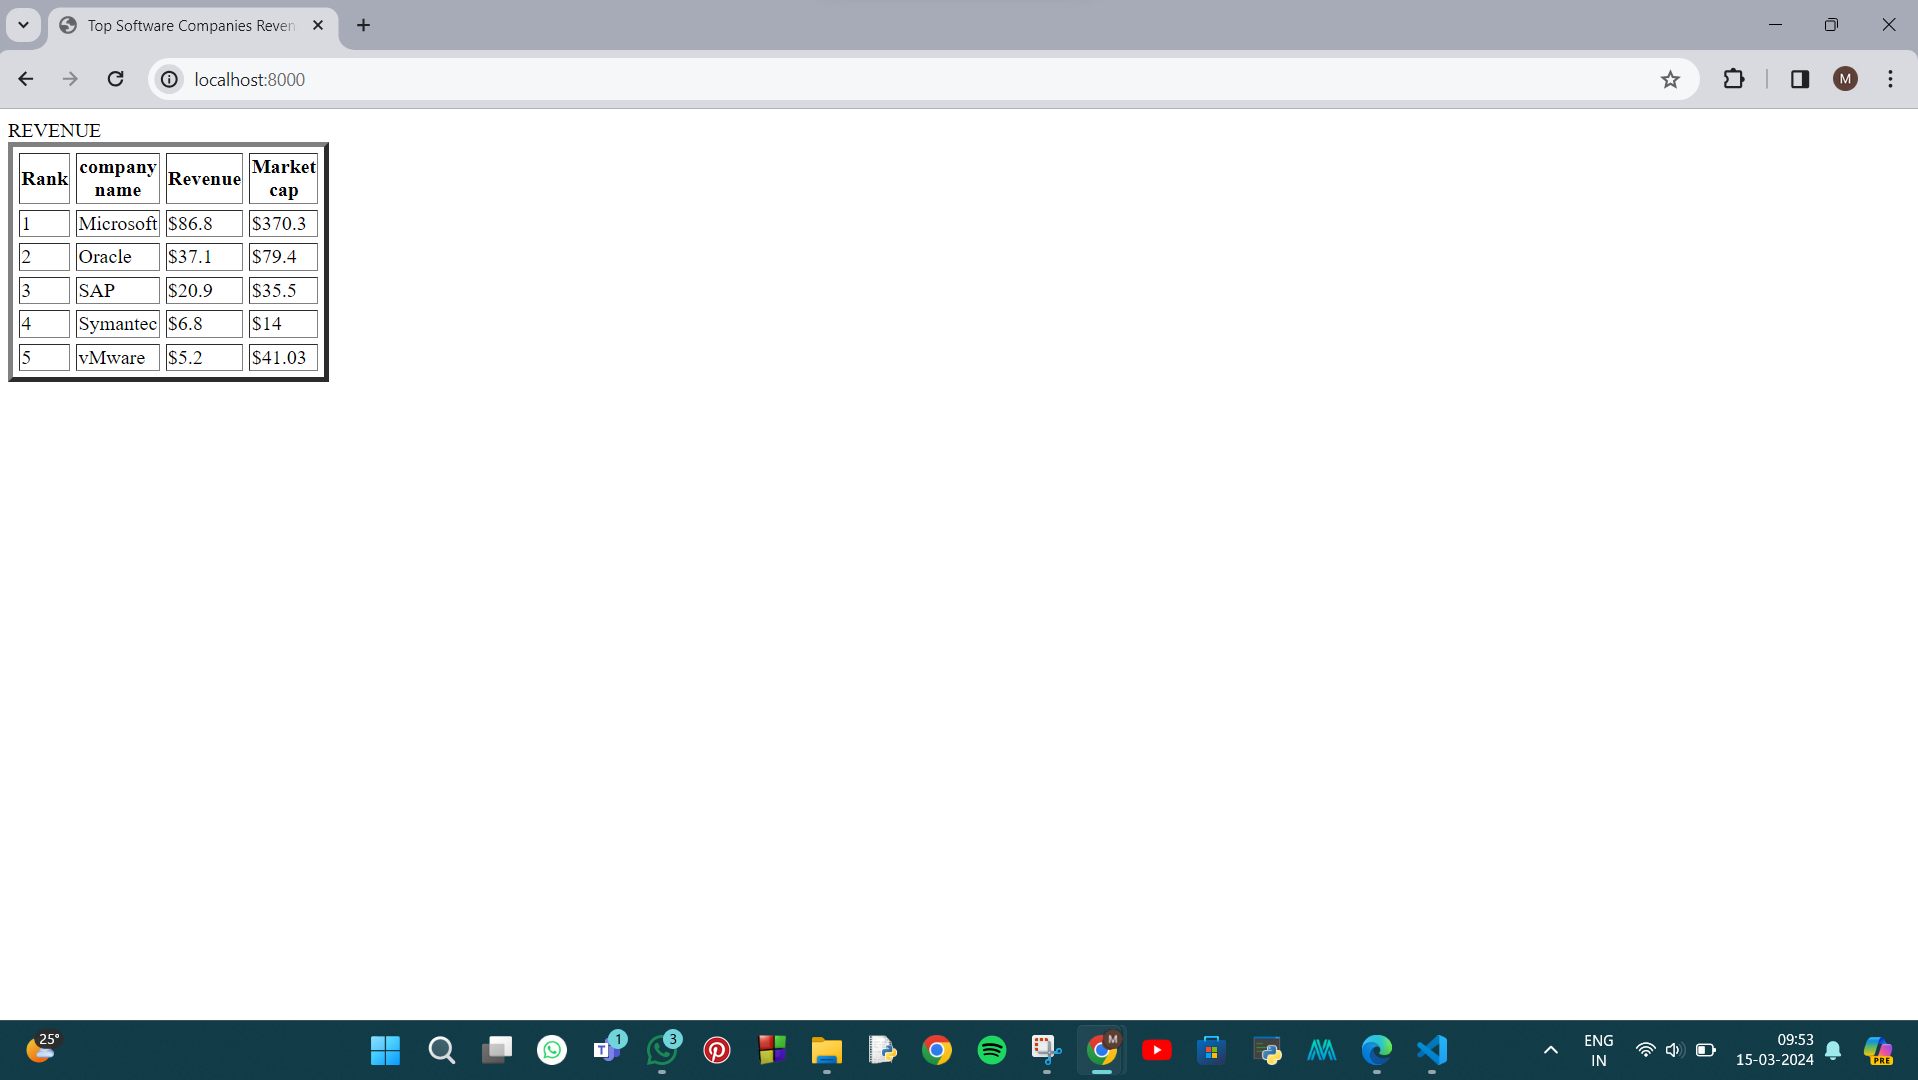 Top Software Companies Reven
localhost:8000
M
REVENUE
Rank company name Revenue Market cap
1 Microsoft $86.8 $370.3
2 Oracle $37.1 $79.4
3 SAP $20.9 $35.5
4 Symantec $6.8 $14
5 vMware $5.2 $41.03
25°
1
3
M
ENG
IN
09:53
15-03-2024
PRE